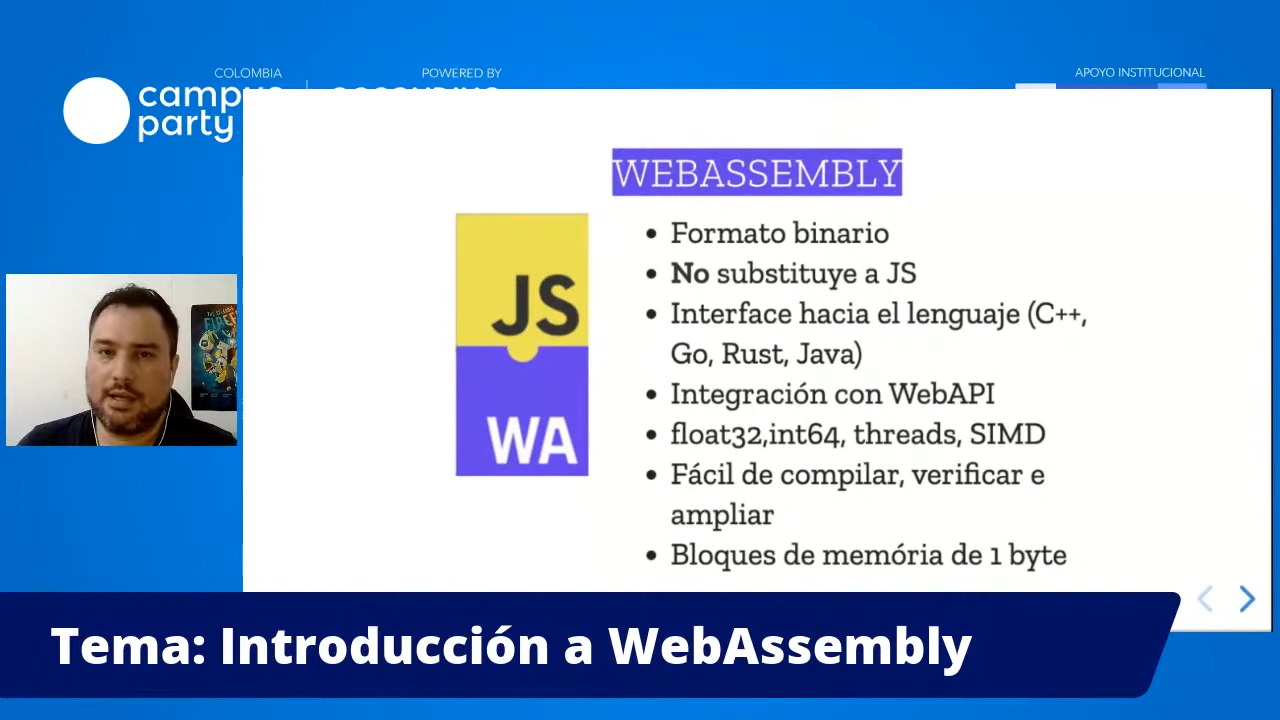 COLOMBIA
POWERED BY
APOYO INSTITUCIONAL
campus
party
WEBASSEMBLY
JS
WA
• Formato binario
• No substituye a JS
• Interface hacia el lenguaje (C++,
Go, Rust, Java)
• Integración con WebAPI
• float32,int64, threads, SIMD
• Fácil de compilar, verificar e
ampliar
• Bloques de memória de 1 byte
Tema: Introducción a WebAssembly